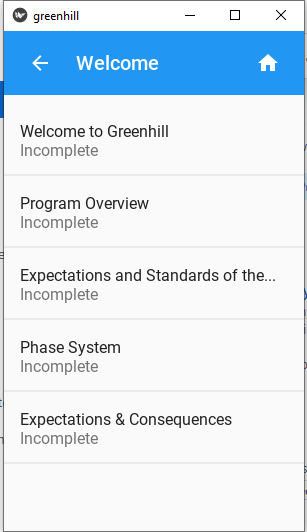 greenhill
Welcome
Welcome to Greenhill
Incomplete
Program Overview
Incomplete
Expectations and Standards of the...
Incomplete
Phase System
Incomplete
Expectations & Consequences
Incomplete